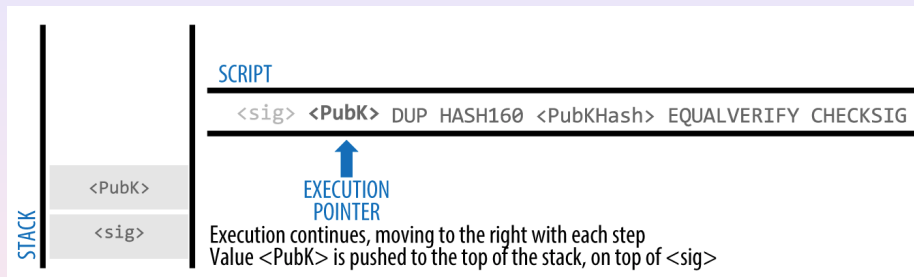 SCRIPT
<sig> <PubK> DUP HASH160 <PubKHash> EQUALVERIFY CHECKSIG
<PubK>
<sig>
STACK
EXECUTION
POINTER
Execution continues, moving to the right with each step
Value <PubK> is pushed to the top of the stack, on top of <sig>